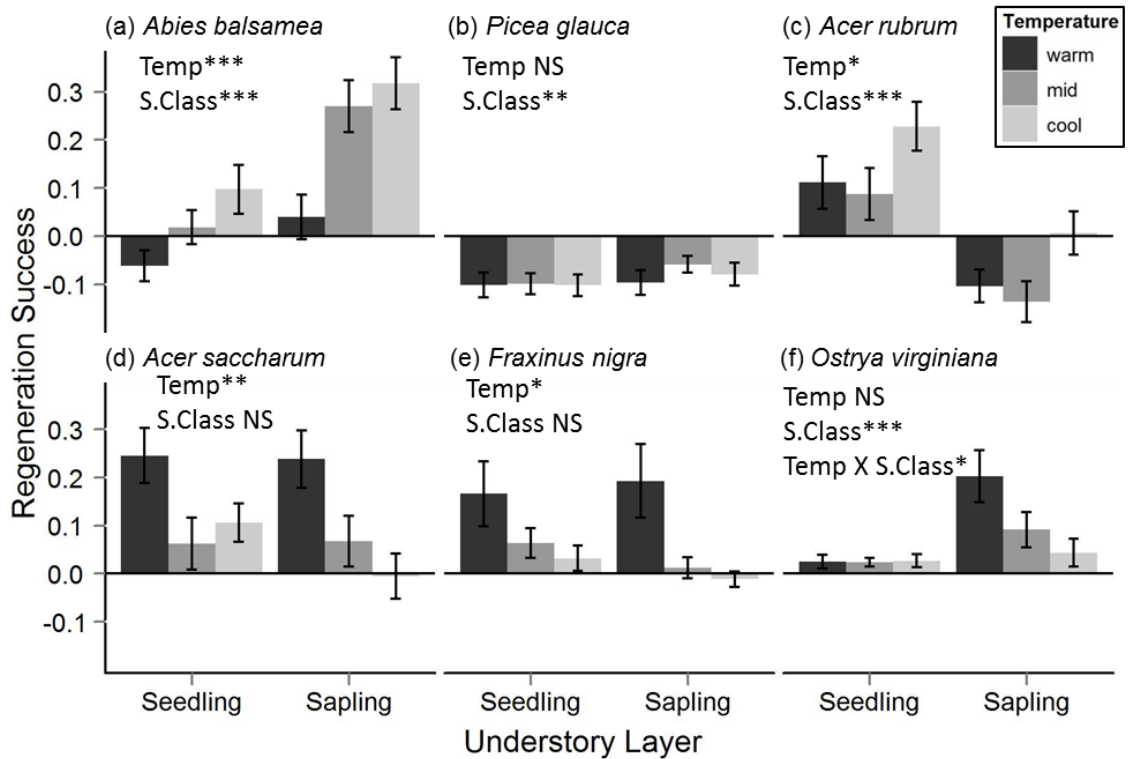 (a) Abies balsamea
(b) Picea glauca
(c) Acer rubrum
Temperature
warm
mid
cool
Temp***
S.Class***
Temp NS
S.Class**
Temp*
S.Class***
0.3
0.2
0.1
0.0
-0.1
Regeneration Success
(d) Acer saccharum
(e) Fraxinus nigra
(f) Ostrya virginiana
Temp**
S.Class NS
Temp*
S.Class NS
Temp NS
S.Class***
Temp X S.Class*
0.3
0.2
0.1
0.0
-0.1
Seedling
Sapling
Seedling
Sapling
Seedling
Sapling
Understory Layer